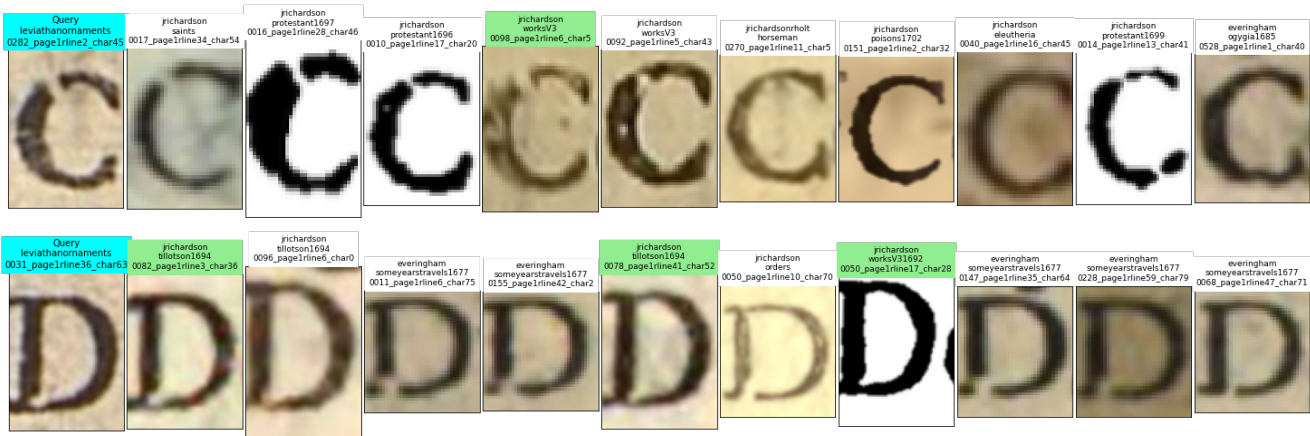 Query
leviathanornaments
0282_page1rline2_char45
jrichardson
saints
0017_page1rline34_char54
jrichardson
protestant1697
0016_page1rline28_char46
jrichardson
protestant1696
0010_page1rline17_char20
jrichardson
worksV3
0098_page1rline6_char5
jrichardson
worksV3
0092_page1rline5_char43
jrichardsonrholt
horseman
0270_page1rline11_char5
jrichardson
poisons1702
0151_page1rline2_char32
jrichardson
eleutheria
0040_page1rline16_char45
jrichardson
protestant1699
0014_page1rline13_char41
everingham
ogygia1685
0528_page1rline1_char40
C C C C C C C C C C C
Query
leviathanornaments
0031_page1rline36_char63
jrichardson
tillotson1694
0082_page1rline3_char36
jrichardson
tillotson1694
0096_page1rline6_char0
everingham
someyearstravels1677
0011_page1rline6_char75
everingham
someyearstravels1677
0155_page1rline42_char2
jrichardson
tillotson1694
0078_page1rline41_char52
jrichardson
orders
0050_page1rline10_char70
jrichardson
worksV31692
0050_page1rline17_char28
everingham
someyearstravels1677
0147_page1rline35_char64
everingham
someyearstravels1677
0228_page1rline59_char79
everingham
someyearstravels1677
0068_page1rline47_char71
D D D D D D D D D D D